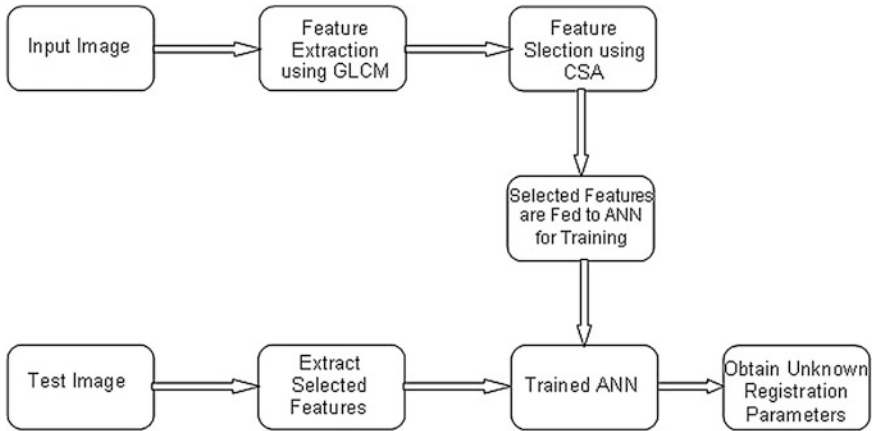 Input Image
Feature
Extraction
using GLCM
Feature
Slection using
CSA
Selected Features
are Fed to ANN
for Training
Test Image
Extract
Selected
Features
Trained ANN
Obtain Unknown
Registration
Parameters